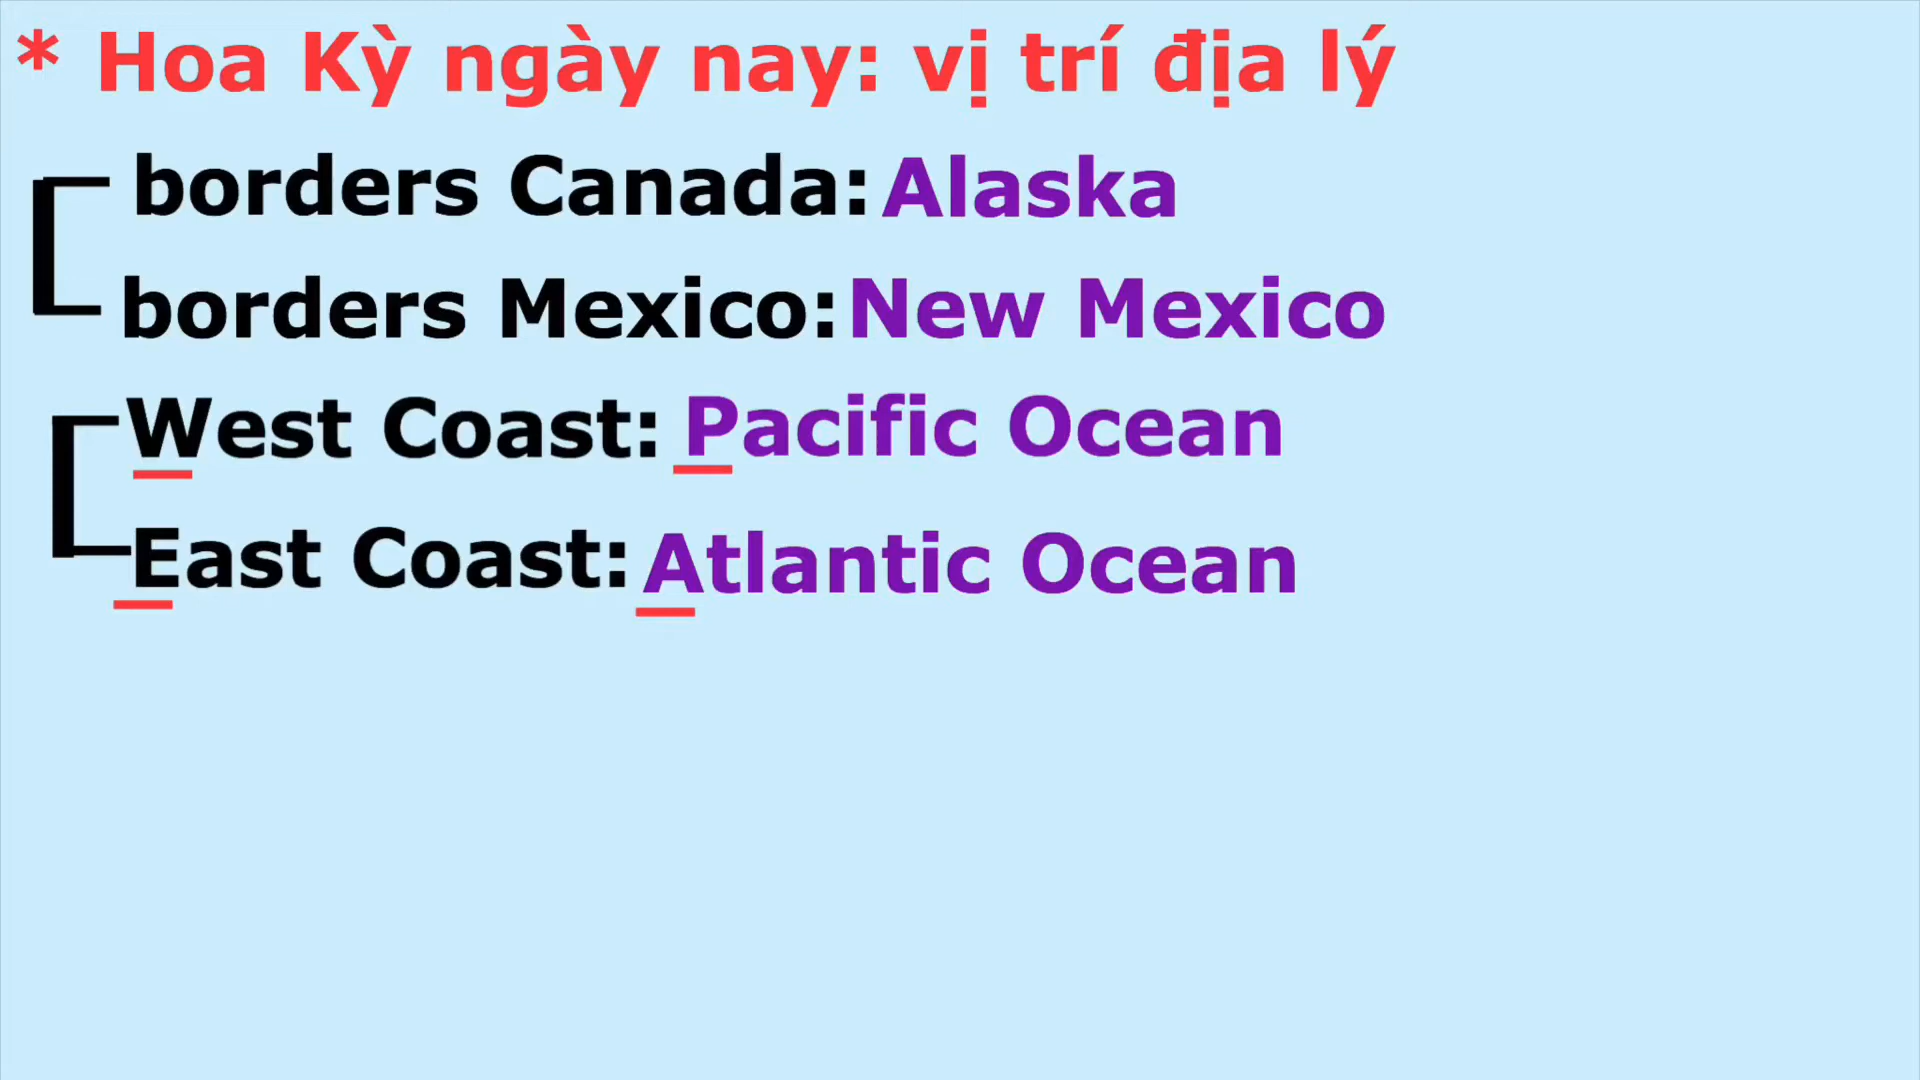 * Hoa Kỳ ngày nay: vị trí địa lý
borders Canada: Alaska
borders Mexico: New Mexico
West Coast: Pacific Ocean
East Coast: Atlantic Ocean